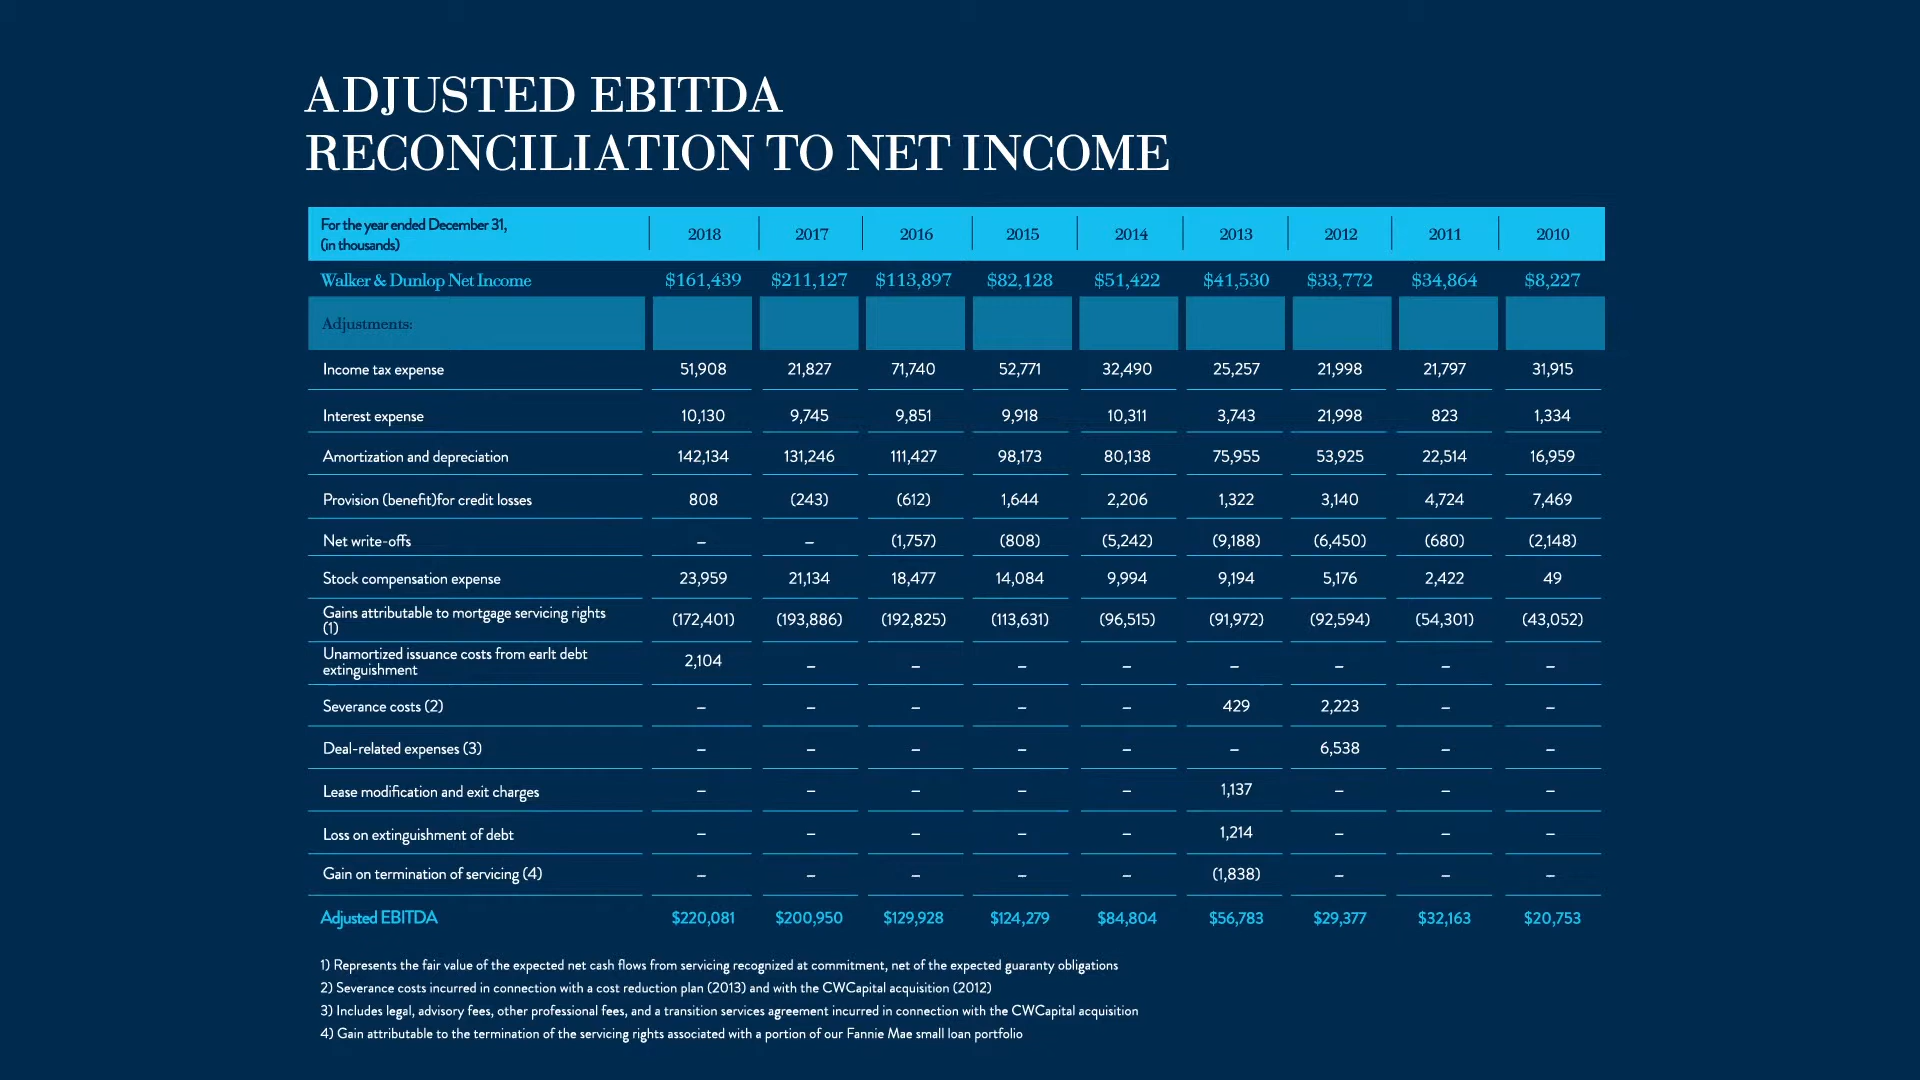 ADJUSTED EBITDA
RECONCILIATION TO NET INCOME
For the year ended December 31,
(in thousands) 2018 2017 2016 2015 2014 2013 2012 2011 2010
Walker & Dunlop Net Income $161,439 $211,127 $113,897 $82,128 $51,422 $41,530 $33,772 $34,864 $8,227
Adjustments:
Income tax expense 51,908 21,827 71,740 52,771 32,490 25,257 21,998 21,797 31,915
Interest expense 10,130 9,745 9,851 9,918 10,311 3,743 21,998 823 1,334
Amortization and depreciation 142,134 131,246 111,427 98,173 80,138 75,955 53,925 22,514 16,959
Provision (benefit)for credit losses 808 (243) (612) 1,644 2,206 1,322 3,140 4,724 7,469
Net write-offs – – (1,757) (808) (5,242) (9,188) (6,450) (680) (2,148)
Stock compensation expense 23,959 21,134 18,477 14,084 9,994 9,194 5,176 2,422 49
Gains attributable to mortgage servicing rights
(1) (172,401) (193,886) (192,825) (113,631) (96,515) (91,972) (92,594) (54,301) (43,052)
Unamortized issuance costs from earlt debt
extinguishment 2,104 – – – – – – – –
Severance costs (2) – – – – – 429 2,223 – –
Deal-related expenses (3) – – – – – – 6,538 – –
Lease modification and exit charges – – – – – 1,137 – – –
Loss on extinguishment of debt – – – – – 1,214 – – –
Gain on termination of servicing (4) – – – – – (1,838) – – –
Adjusted EBITDA $220,081 $200,950 $129,928 $124,279 $84,804 $56,783 $29,377 $32,163 $20,753
1) Represents the fair value of the expected net cash flows from servicing recognized at commitment, net of the expected guaranty obligations
2) Severance costs incurred in connection with a cost reduction plan (2013) and with the CWCapital acquisition (2012)
3) Includes legal, advisory fees, other professional fees, and a transition services agreement incurred in connection with the CWCapital acquisition
4) Gain attributable to the termination of the servicing rights associated with a portion of our Fannie Mae small loan portfolio